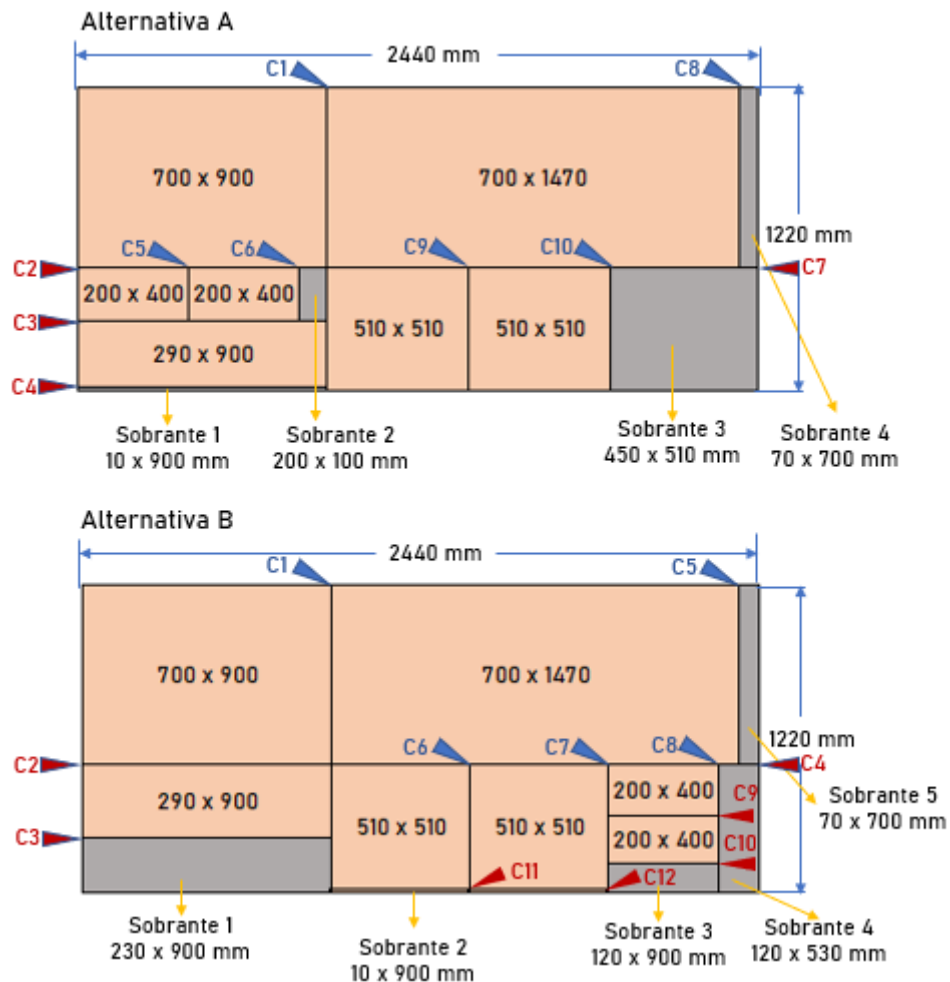 Alternativa A
2440 mm
C1
C8
700 x 900
700 x 1470
1220 mm
C5
C6
C9
C10
C2
C7
200 x 400
200 x 400
C3
510 x 510
510 x 510
290 x 900
C4
Sobrante 1
10 x 900 mm
Sobrante 2
200 x 100 mm
Sobrante 3
450 x 510 mm
Sobrante 4
70 x 700 mm
Alternativa B
2440 mm
C1
C5
700 x 900
700 x 1470
1220 mm
C6
C7
C8
C2
C4
290 x 900
200 x 400
C9
510 x 510
510 x 510
200 x 400
C10
C3
C11
C12
Sobrante 5
70 x 700 mm
Sobrante 1
230 x 900 mm
Sobrante 2
10 x 900 mm
Sobrante 3
120 x 900 mm
Sobrante 4
120 x 530 mm